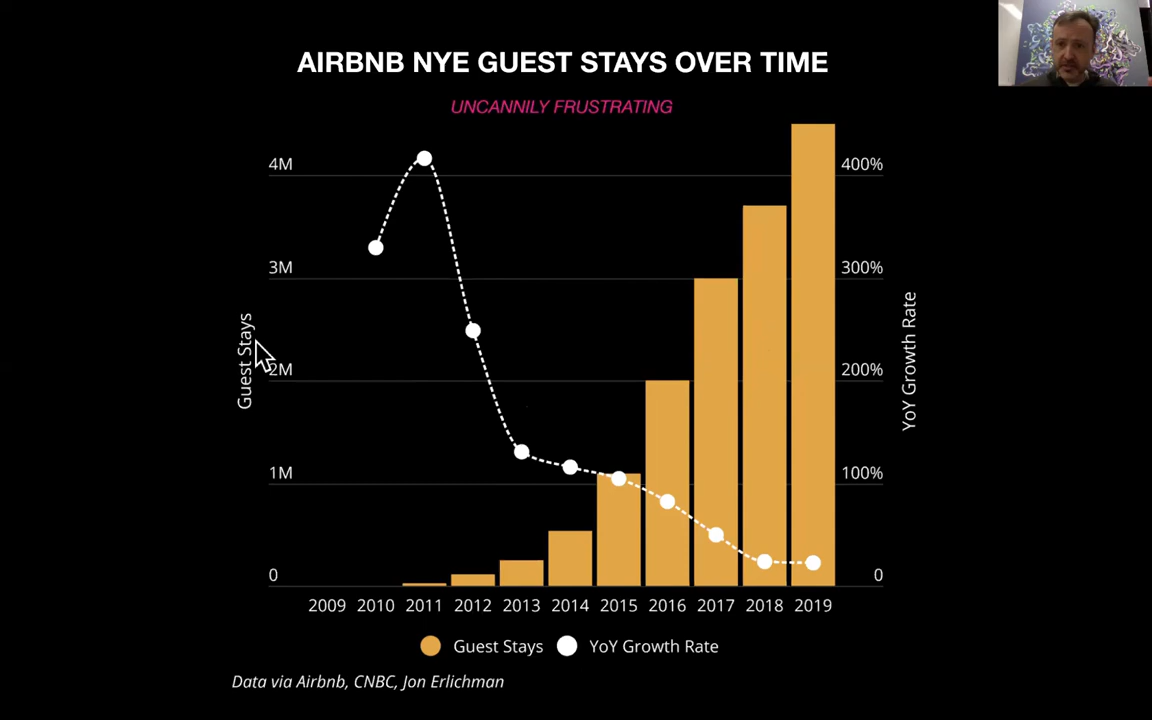 AIRBNB NYE GUEST STAYS OVER TIME
UNCANNILY FRUSTRATING
4M
400%
3M
300%
2M
200%
1M
100%
0
0
Guest Stays
YoY Growth Rate
2009 2010 2011 2012 2013 2014 2015 2016 2017 2018 2019
Guest Stays YoY Growth Rate
Data via Airbnb, CNBC, Jon Erlichman